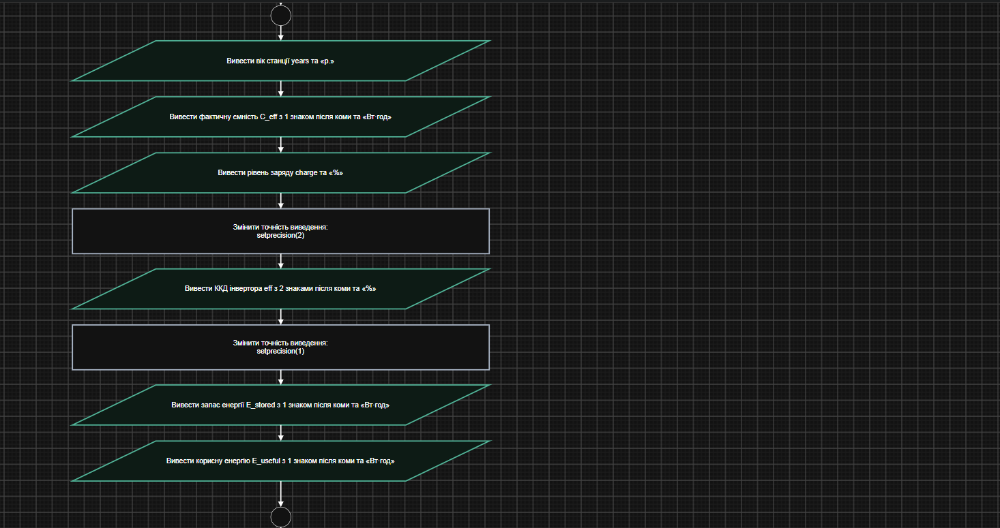 Вивести вік станції years та «р.»
Вивести фактичну ємність C_eff з 1 знаком після коми та «Вт·год»
Вивести рівень заряду charge та «%»
Змінити точність виведення:
setprecision(2)
Вивести ККД інвертора eff з 2 знаками після коми та «%»
Змінити точність виведення:
setprecision(1)
Вивести запас енергії E_stored з 1 знаком після коми та «Вт·год»
Вивести корисну енергію E_useful з 1 знаком після коми та «Вт·год»